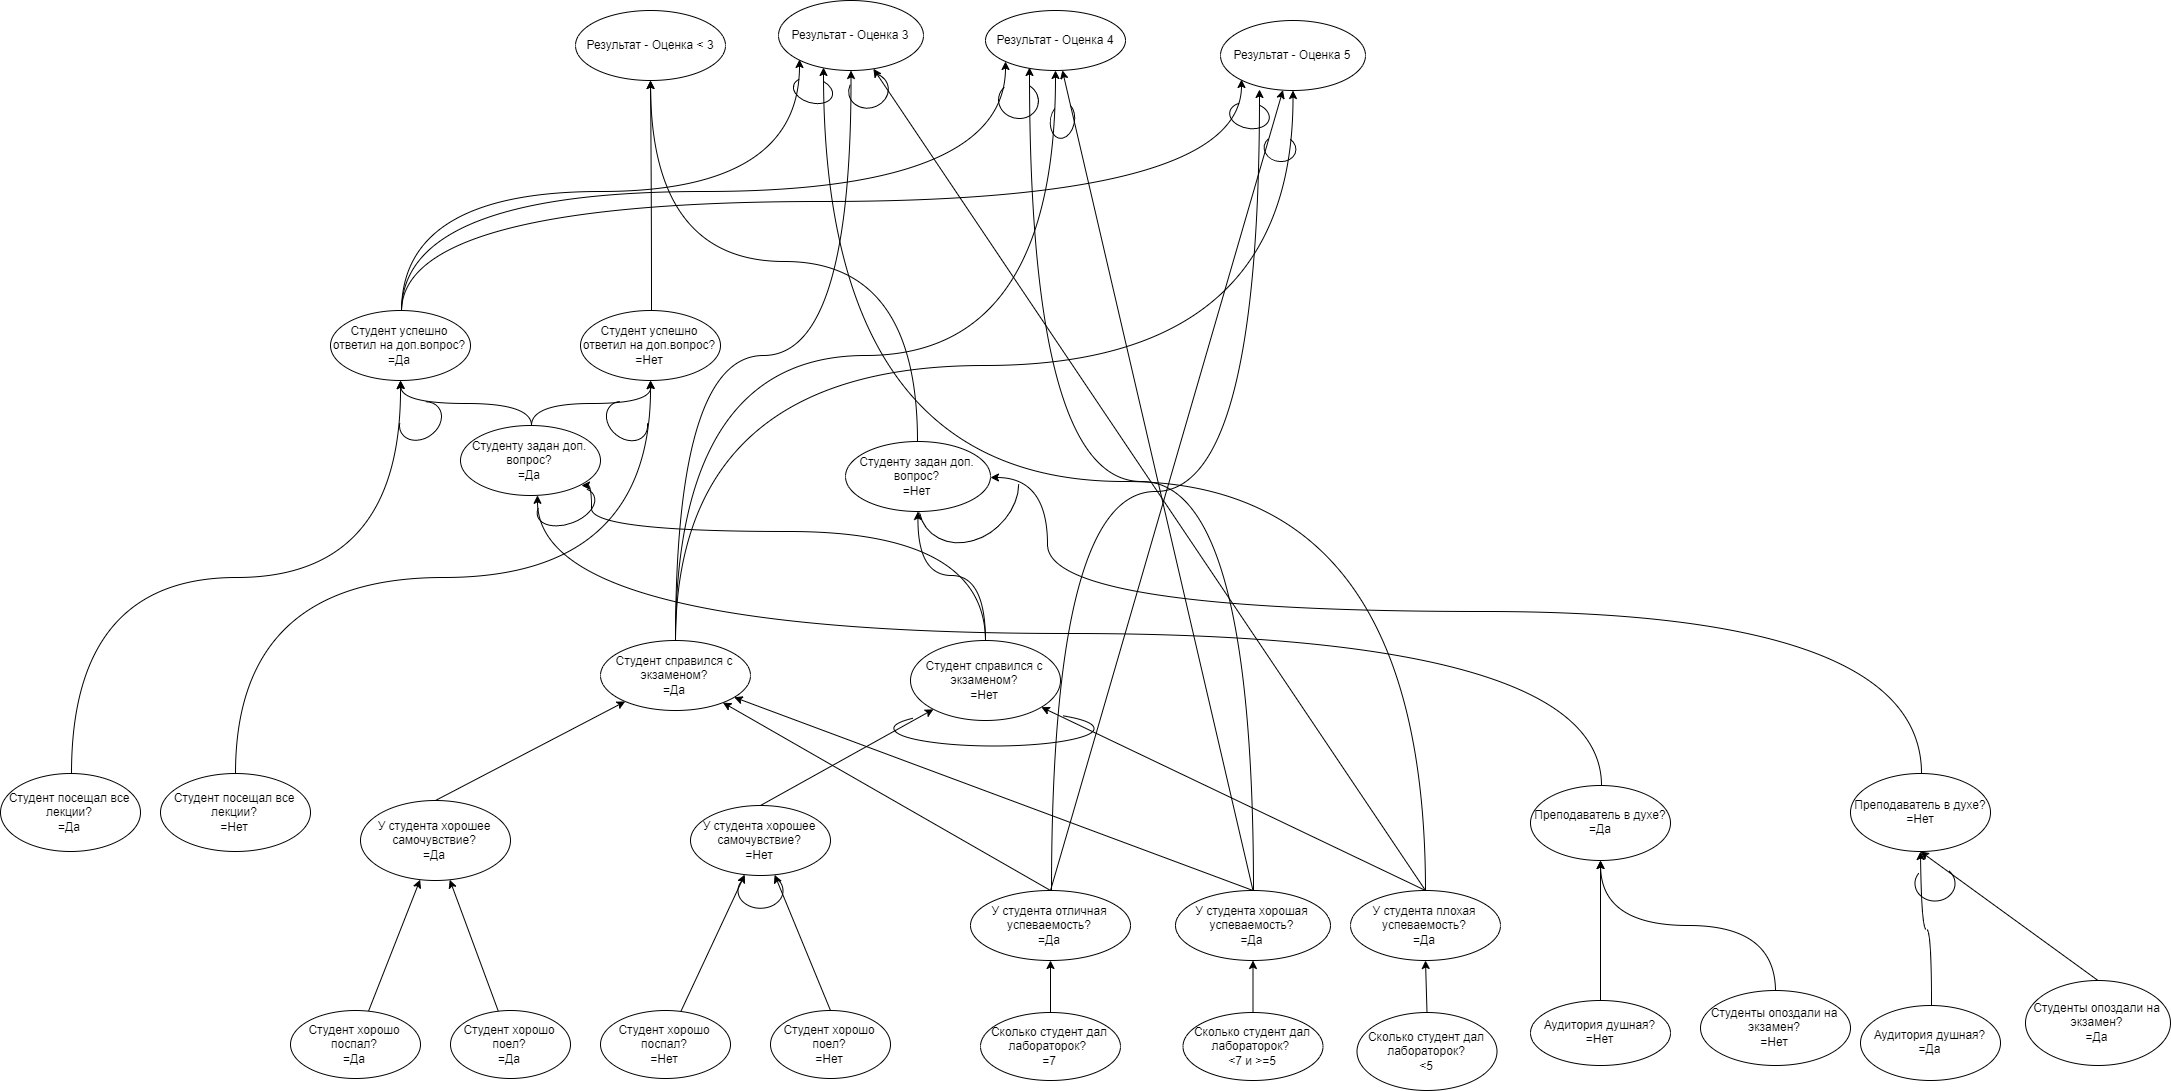 Результат - Оценка < 3
Результат - Оценка 3
Результат - Оценка 4
Результат - Оценка 5
Студент успешно
ответил на доп.вопрос?
=Да
Студент успешно
ответил на доп.вопрос?
=Нет
Студенту задан доп.
вопрос?
=Да
Студенту задан доп.
вопрос?
=Нет
Студент справился с
экзаменом?
=Да
Студент справился с
экзаменом?
=Нет
Студент посещал все
лекции?
=Да
Студент посещал все
лекции?
=Нет
У студента хорошее
самочувствие?
=Да
У студента хорошее
самочувствие?
=Нет
Преподаватель в духе?
=Да
Преподаватель в духе?
=Нет
У студента отличная
успеваемость?
=Да
У студента хорошая
успеваемость?
=Да
У студента плохая
успеваемость?
=Да
Студент хорошо
поспал?
=Да
Студент хорошо
поел?
=Да
Студент хорошо
поспал?
=Нет
Студент хорошо
поел?
=Нет
Сколько студент дал
лабораторок?
=7
Сколько студент дал
лабораторок?
<7 и >=5
Сколько студент дал
лабораторок?
<5
Аудитория душная?
=Нет
Студенты опоздали на
экзамен?
=Нет
Аудитория душная?
=Да
Студенты опоздали на
экзамен?
=Да